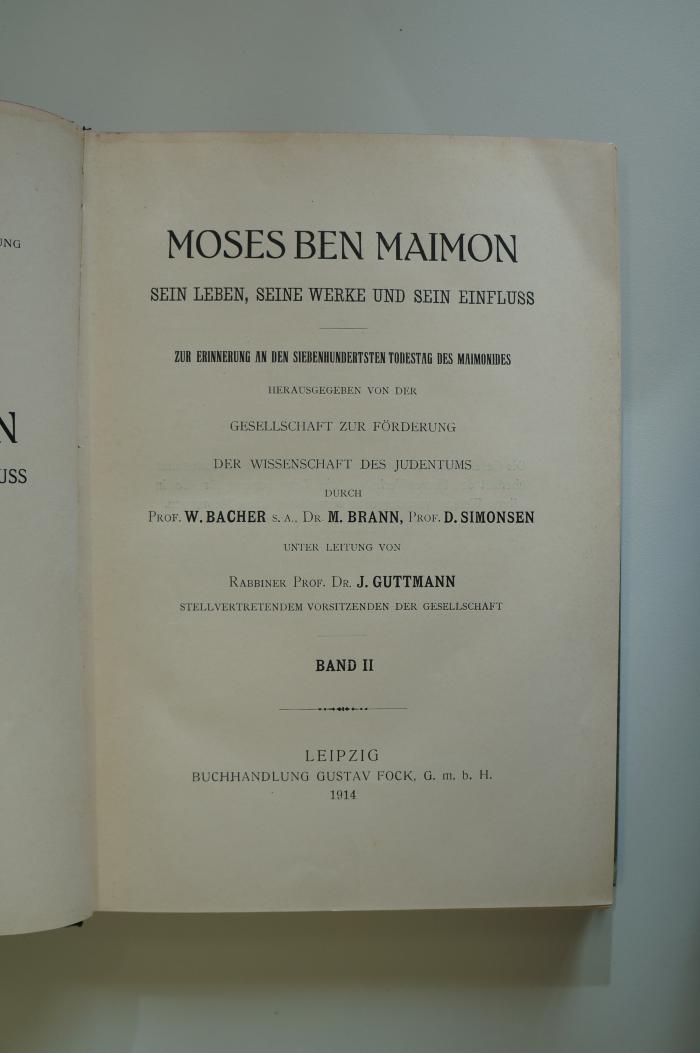 UNG
N
USS
MOSES BEN MAIMON
SEIN LEBEN, SEINE WERKE UND SEIN EINFLUSS
ZUR ERINNERUNG AN DEN SIEBENHUNDERTSTEN TODESTAG DES MAIMONIDES
HERAUSGEGEBEN VON DER
GESELLSCHAFT ZUR FÖRDERUNG
DER WISSENSCHAFT DES JUDENTUMS
DURCH
PROF. W. BACHER S. A., DR. M. BRANN, PROF. D. SIMONSEN
UNTER LEITUNG VON
RABBINER PROF. DR. J. GUTTMANN
STELLVERTRETENDEM VORSITZENDEN DER GESELLSCHAFT
BAND II
LEIPZIG
BUCHHANDLUNG GUSTAV FOCK, G. m. b. H.
1914